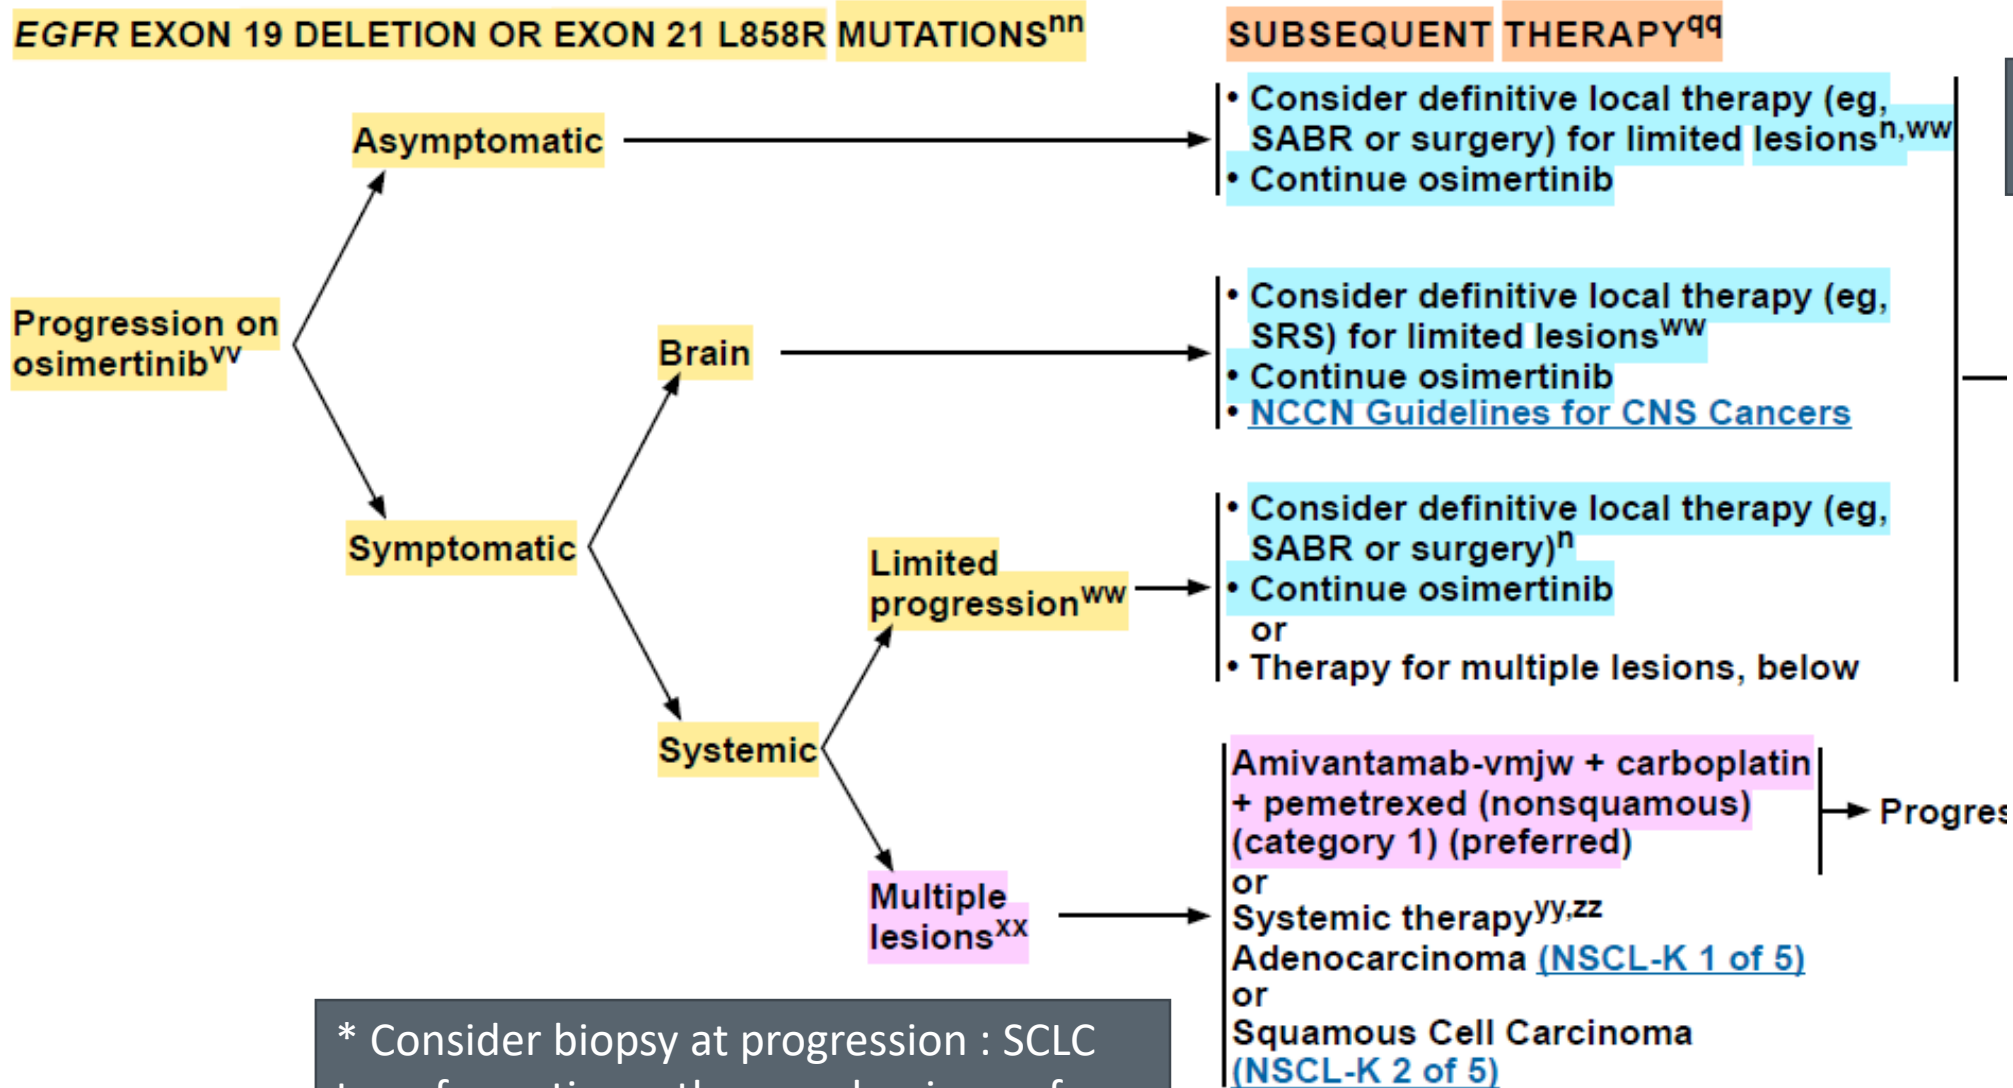 EGFR EXON 19 DELETION OR EXON 21 L858R MUTATIONSnn
SUBSEQUENT THERAPYqq
Progression on
osimertinibvv
Asymptomatic
• Consider definitive local therapy (eg,
SABR or surgery) for limited lesionsn,ww
• Continue osimertinib
Symptomatic
Brain
• Consider definitive local therapy (eg,
SRS) for limited lesionsww
• Continue osimertinib
• NCCN Guidelines for CNS Cancers
Systemic
Limited
progressionww
• Consider definitive local therapy (eg,
SABR or surgery)n
• Continue osimertinib
or
• Therapy for multiple lesions, below
Multiple
lesionsxx
Amivantamab-vmjw + carboplatin
+ pemetrexed (nonsquamous)
(category 1) (preferred)
or
Systemic therapyyy,zz
Adenocarcinoma (NSCL-K 1 of 5)
or
Squamous Cell Carcinoma
(NSCL-K 2 of 5)
Progres
* Consider biopsy at progression : SCLC